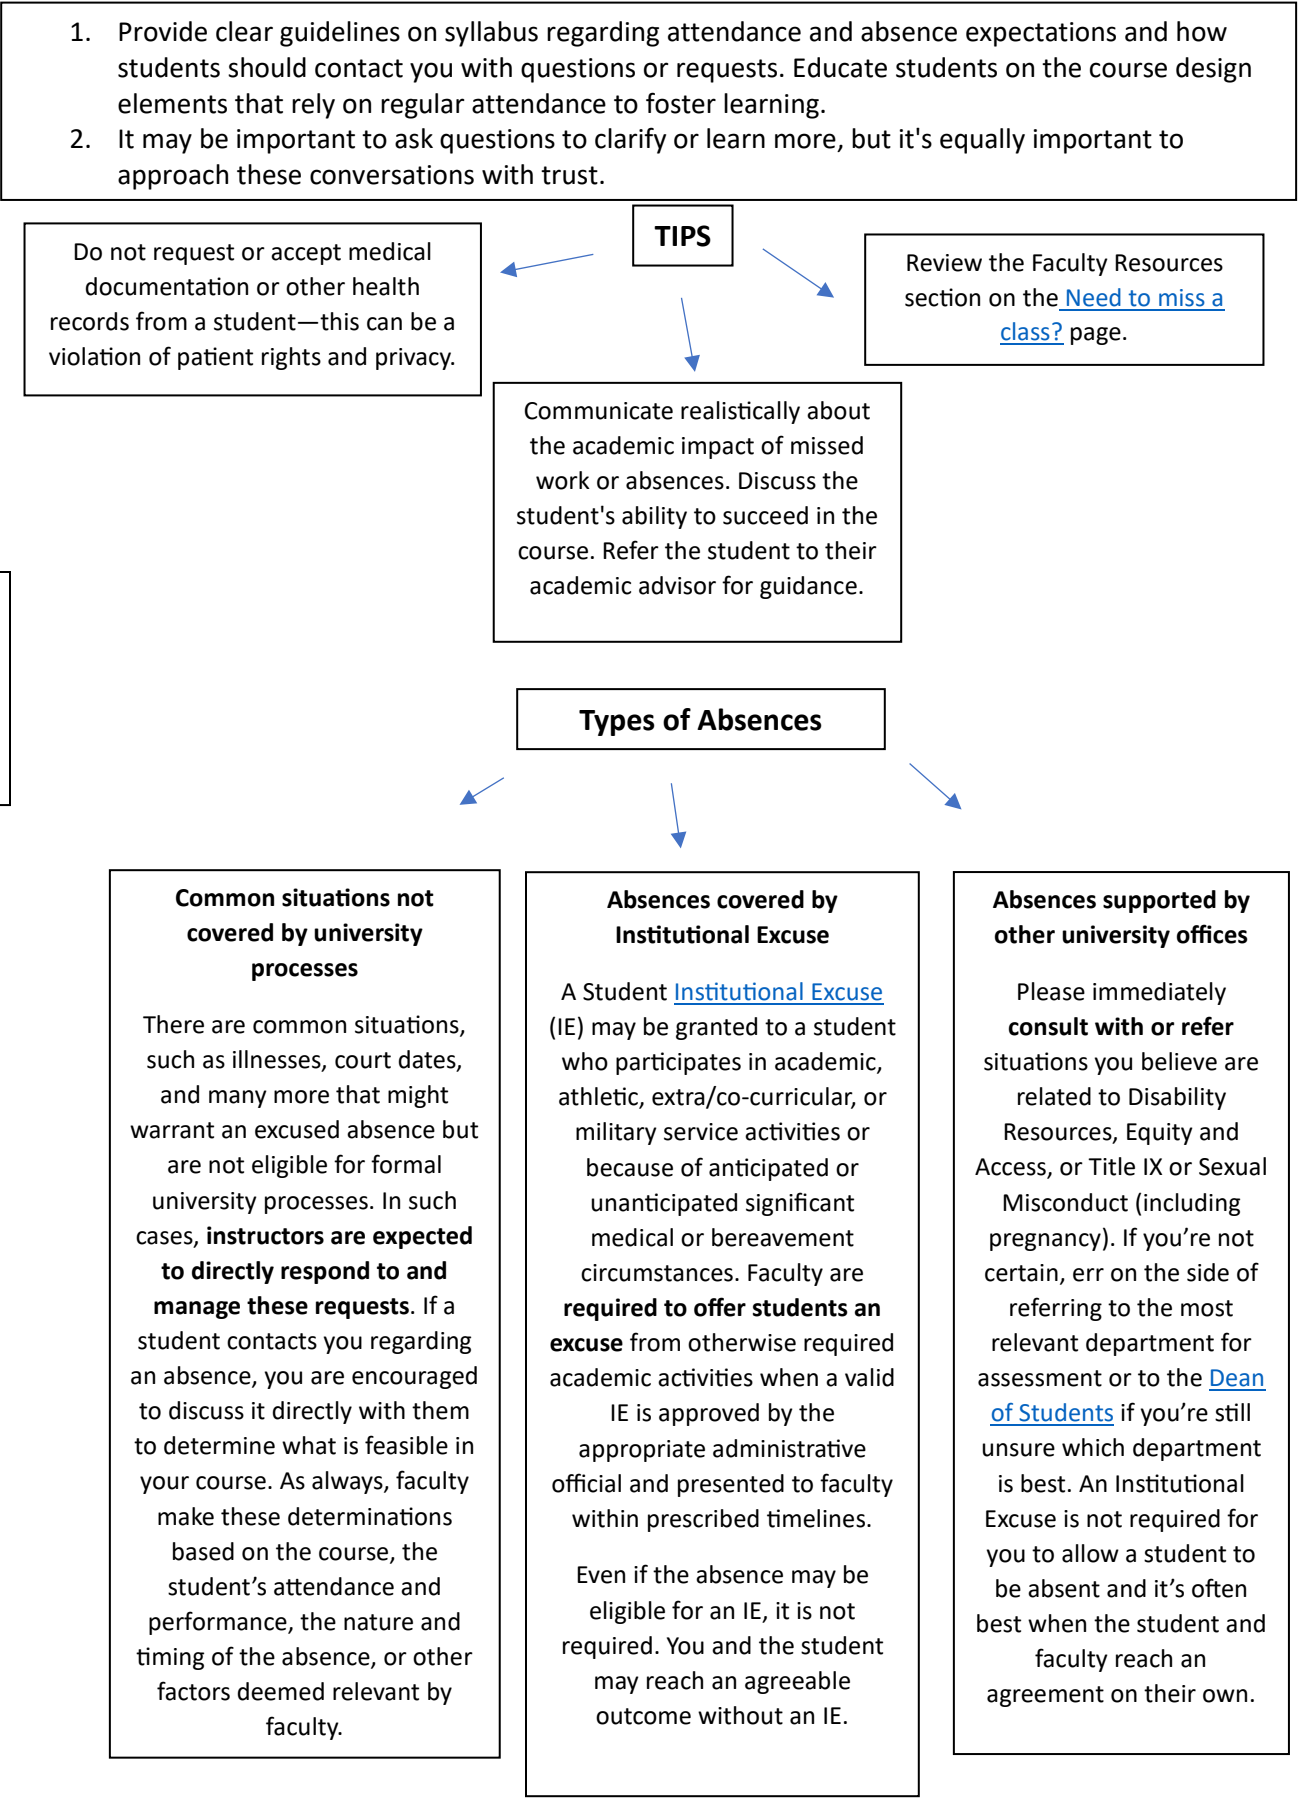 1. Provide clear guidelines on syllabus regarding attendance and absence expectations and how
students should contact you with questions or requests. Educate students on the course design
elements that rely on regular attendance to foster learning.
2. It may be important to ask questions to clarify or learn more, but it's equally important to
approach these conversations with trust.
TIPS
Do not request or accept medical
documentation or other health
records from a student—this can be a
violation of patient rights and privacy.
Review the Faculty Resources
section on the Need to miss a
class? page.
Communicate realistically about
the academic impact of missed
work or absences. Discuss the
student's ability to succeed in the
course. Refer the student to their
academic advisor for guidance.
Types of Absences
Common situations not
covered by university
processes
There are common situations,
such as illnesses, court dates,
and many more that might
warrant an excused absence but
are not eligible for formal
university processes. In such
cases, instructors are expected
to directly respond to and
manage these requests. If a
student contacts you regarding
an absence, you are encouraged
to discuss it directly with them
to determine what is feasible in
your course. As always, faculty
make these determinations
based on the course, the
student’s attendance and
performance, the nature and
timing of the absence, or other
factors deemed relevant by
faculty.
Absences covered by
Institutional Excuse
A Student Institutional Excuse
(IE) may be granted to a student
who participates in academic,
athletic, extra/co-curricular, or
military service activities or
because of anticipated or
unanticipated significant
medical or bereavement
circumstances. Faculty are
required to offer students an
excuse from otherwise required
academic activities when a valid
IE is approved by the
appropriate administrative
official and presented to faculty
within prescribed timelines.
Even if the absence may be
eligible for an IE, it is not
required. You and the student
may reach an agreeable
outcome without an IE.
Absences supported by
other university offices
Please immediately
consult with or refer
situations you believe are
related to Disability
Resources, Equity and
Access, or Title IX or Sexual
Misconduct (including
pregnancy). If you’re not
certain, err on the side of
referring to the most
relevant department for
assessment or to the Dean
of Students if you’re still
unsure which department
is best. An Institutional
Excuse is not required for
you to allow a student to
be absent and it’s often
best when the student and
faculty reach an
agreement on their own.